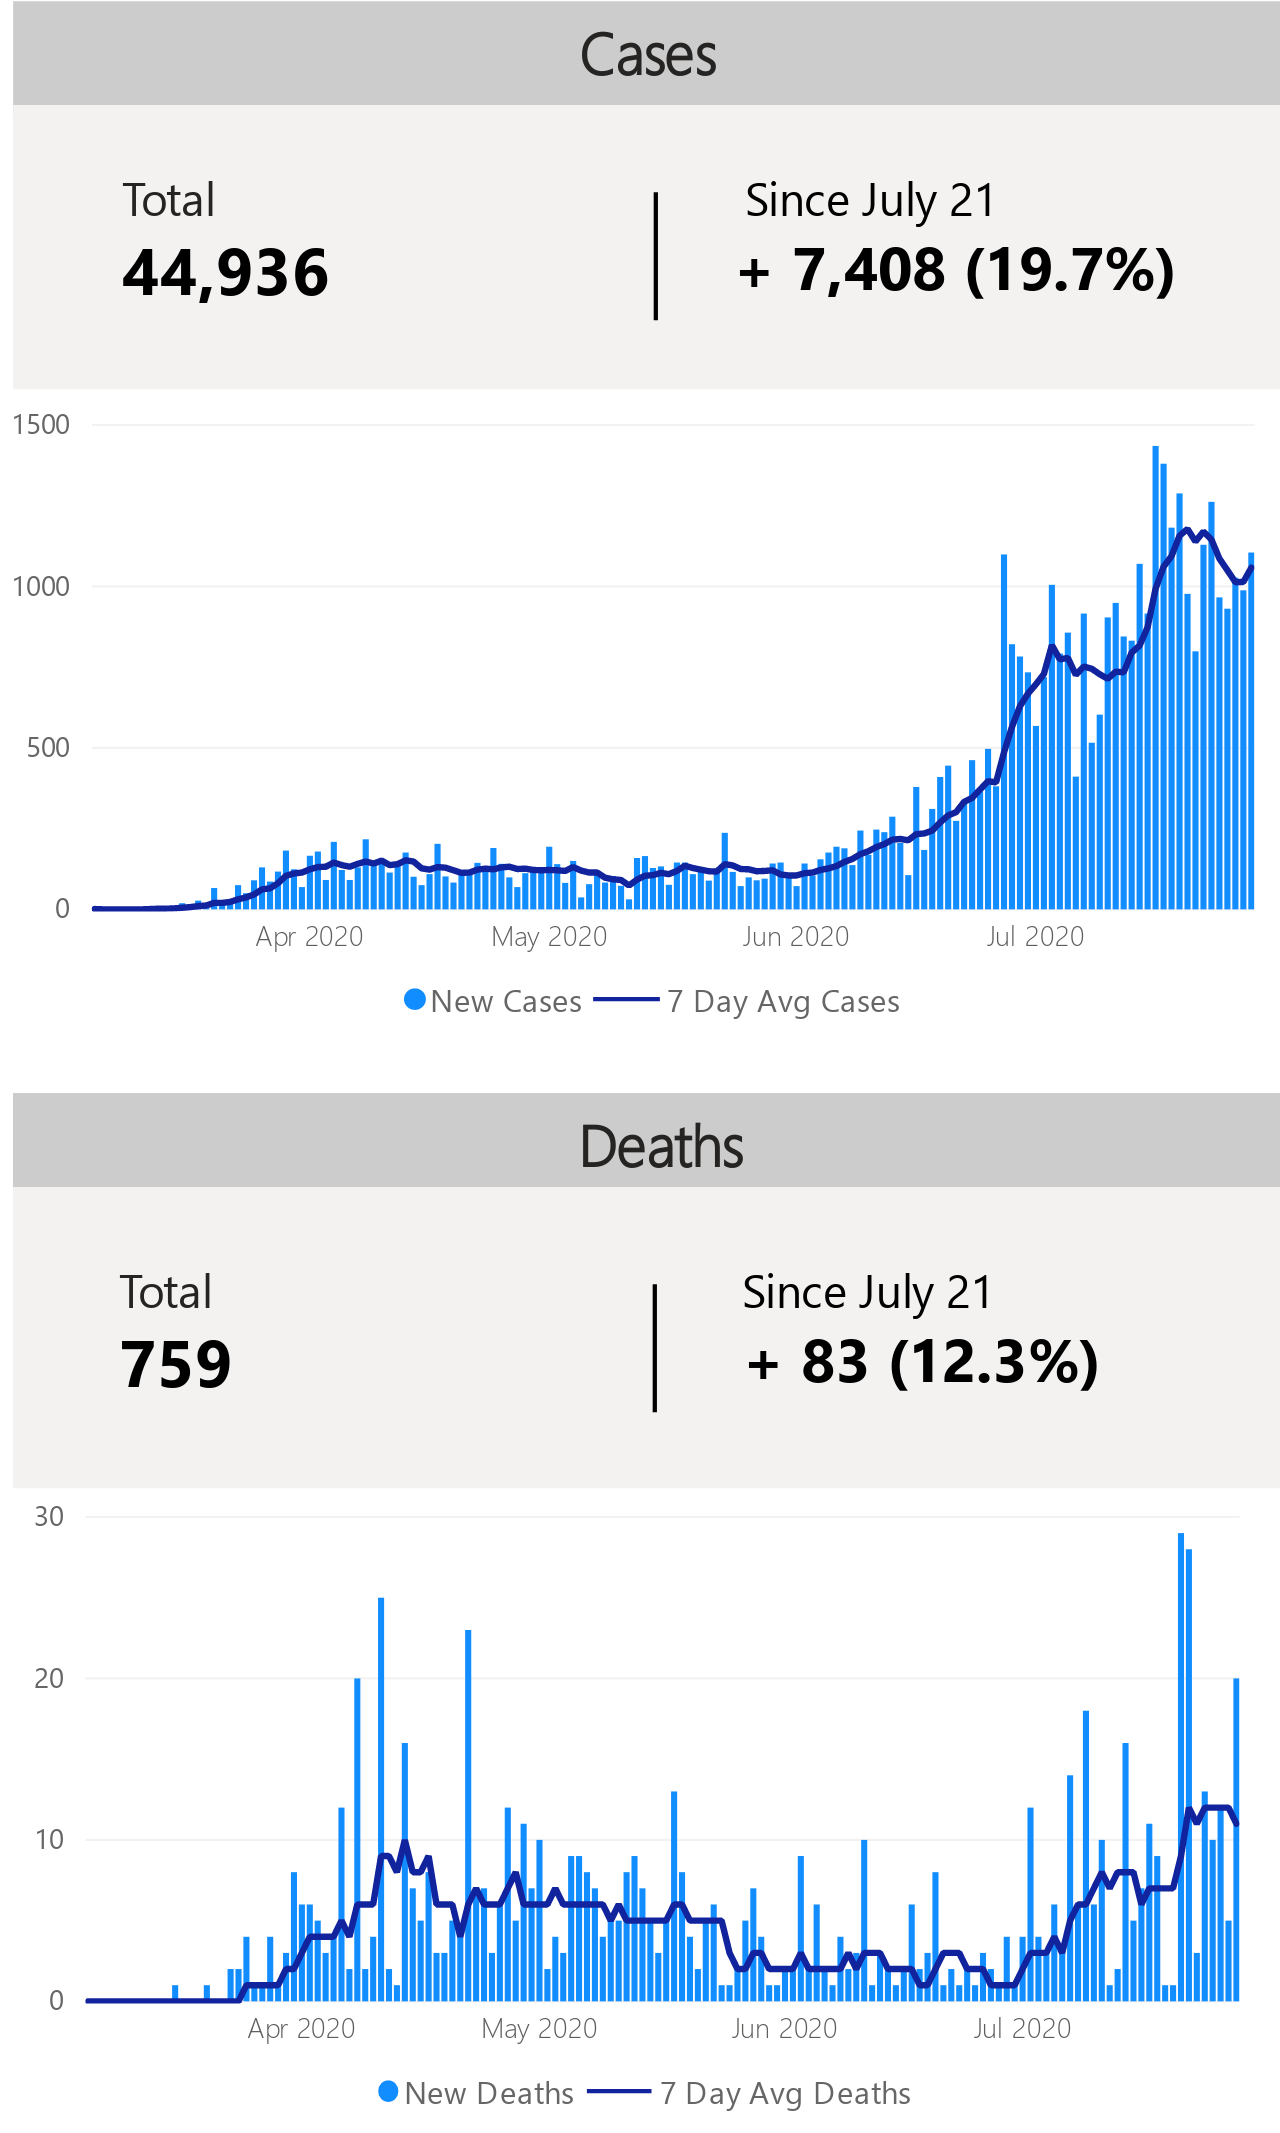 Cases
Total
Since July 21
44,936
+ 7,408 (19.7%)
1500
1000
500
0
Apr 2020
May 2020
Jun 2020
Jul 2020
New Cases
7 Day Avg Cases
Deaths
Total
Since July 21
759
+ 83 (12.3%)
30
20
10
0
Apr 2020
May 2020
Jun 2020
Jul 2020
New Deaths
7 Day Avg Deaths